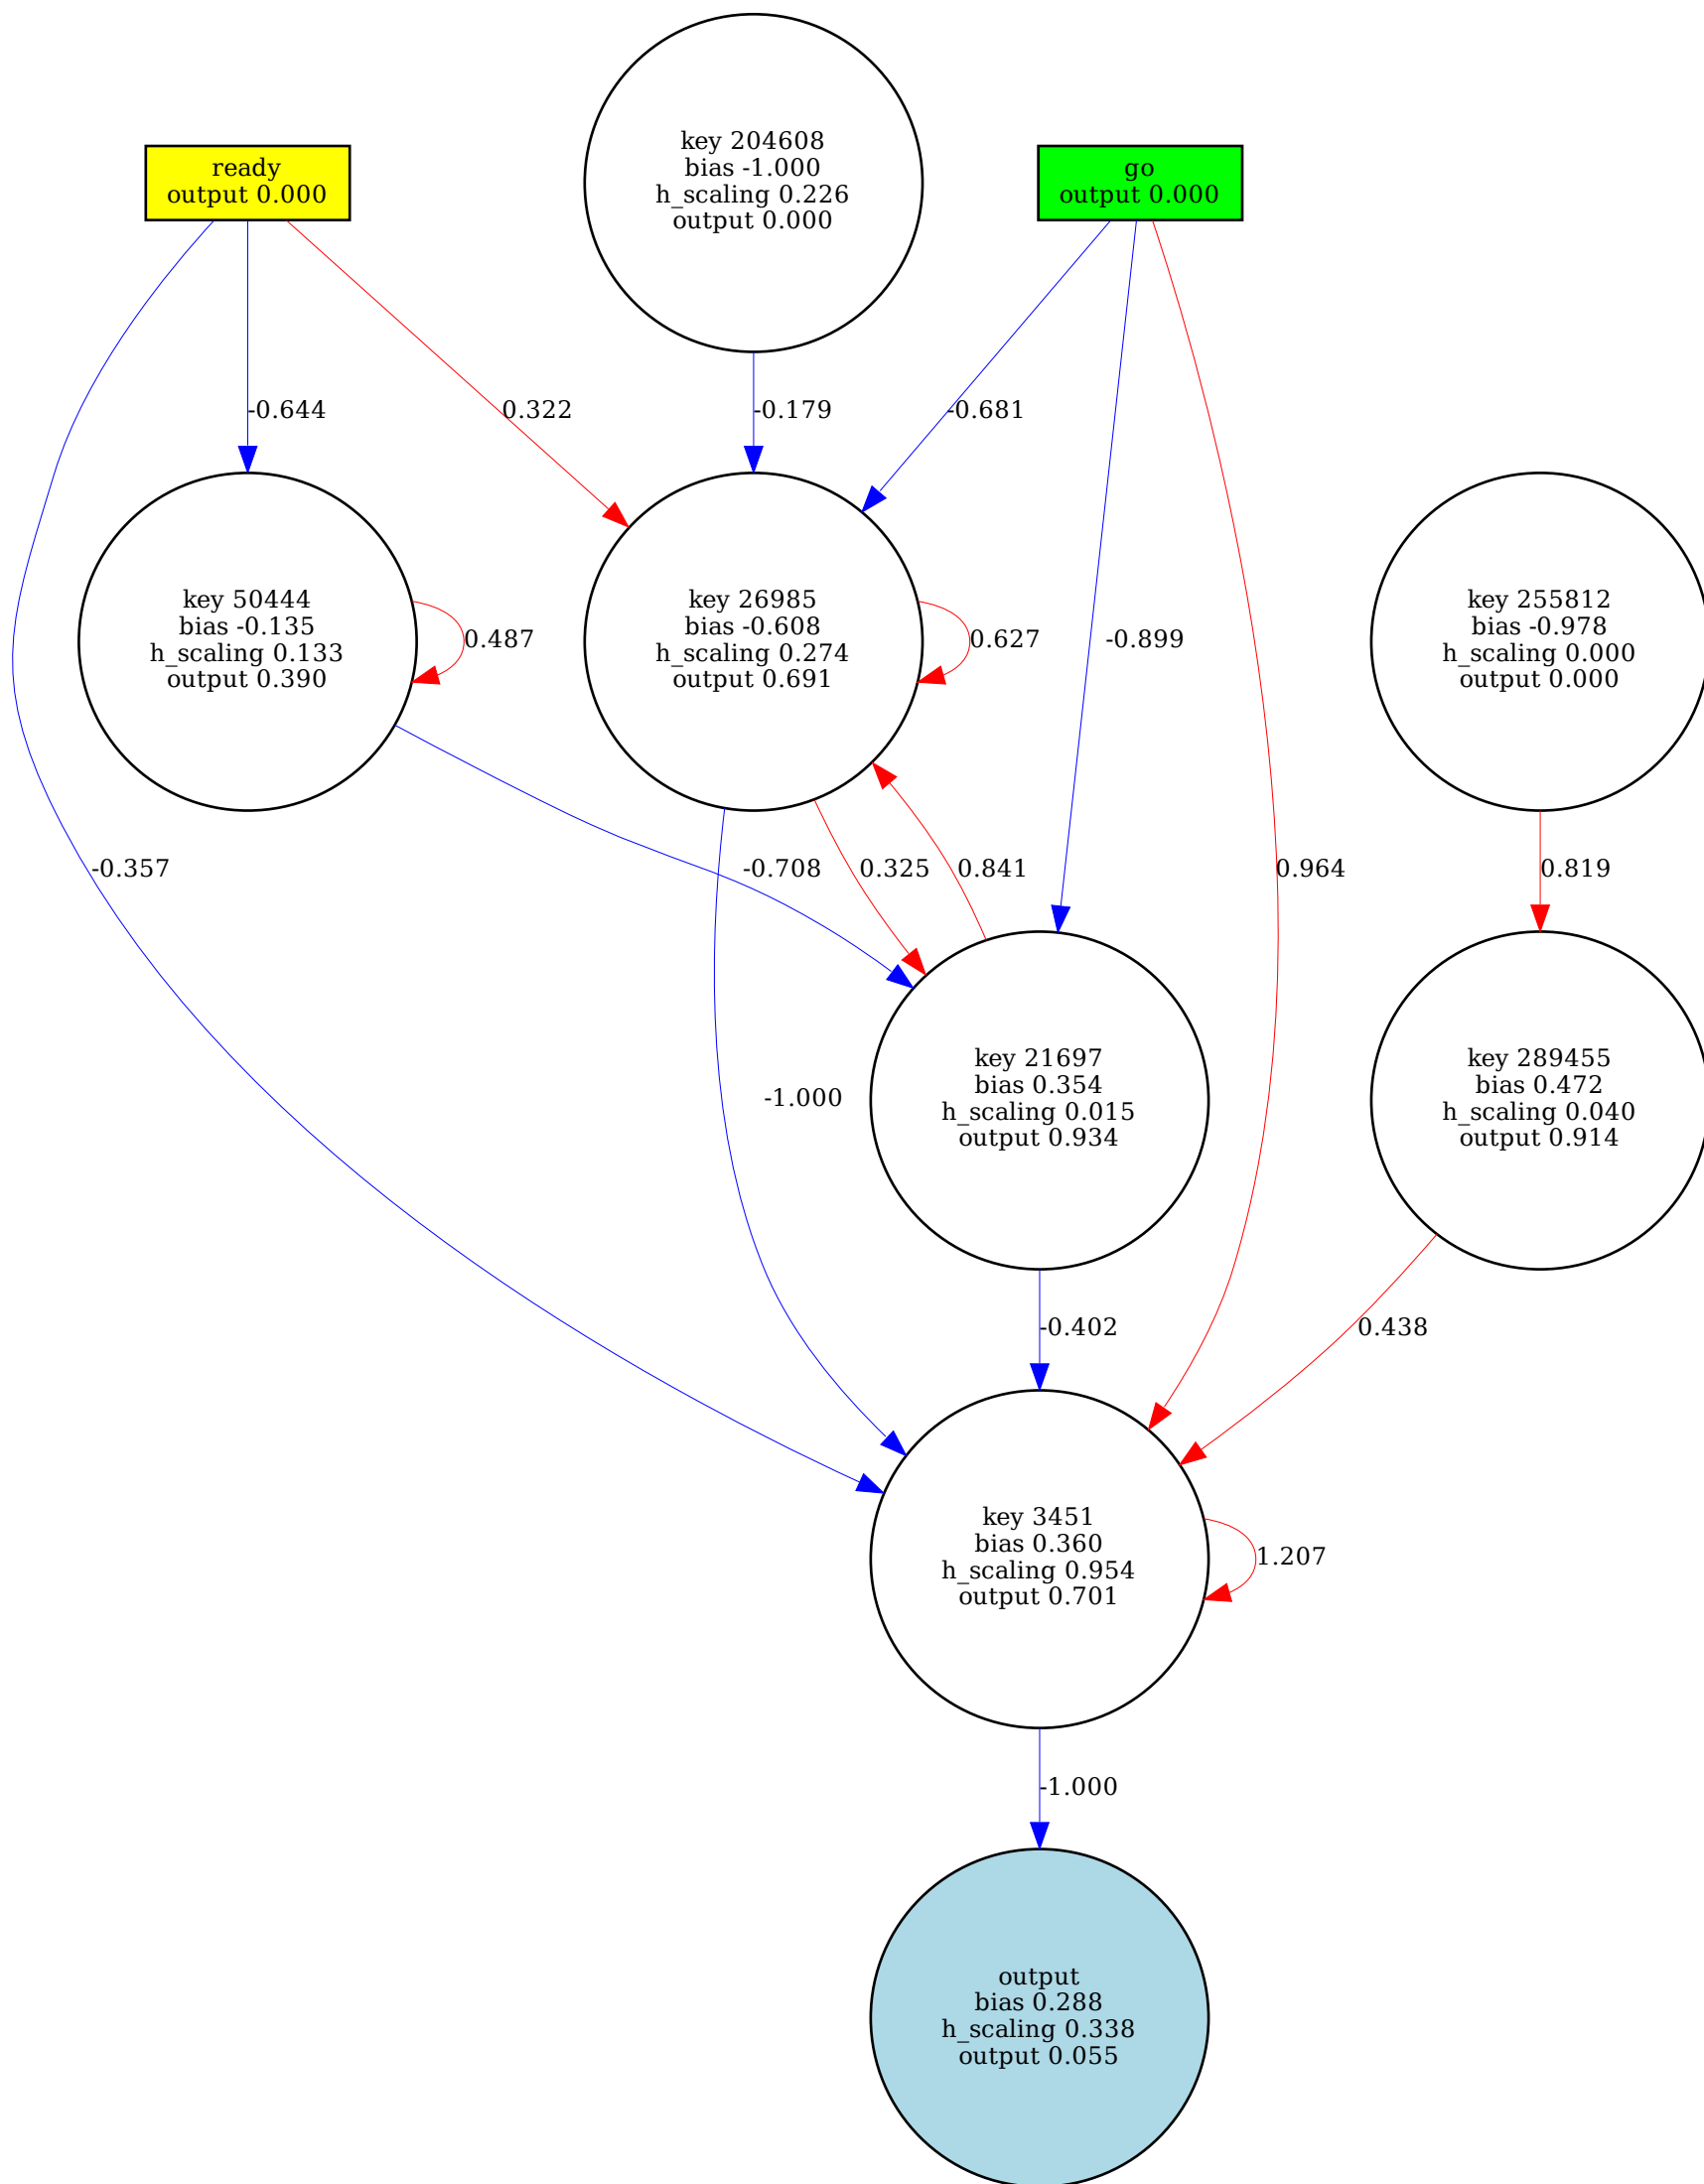 key 204608
bias -1.000
h_scaling 0.226
output 0.000
ready
output 0.000
go
output 0.000
-0.644
0.322
-0.179
-0.681
key 50444
bias -0.135
h_scaling 0.133
output 0.390
0.487
key 26985
bias -0.608
h_scaling 0.274
output 0.691
0.627
-0.899
key 255812
bias -0.978
h_scaling 0.000
output 0.000
-0.357
-0.708
0.325
0.841
0.964
0.819
-1.000
key 21697
bias 0.354
h_scaling 0.015
output 0.934
key 289455
bias 0.472
h_scaling 0.040
output 0.914
-0.402
0.438
key 3451
bias 0.360
h_scaling 0.954
output 0.701
1.207
-1.000
output
bias 0.288
h_scaling 0.338
output 0.055